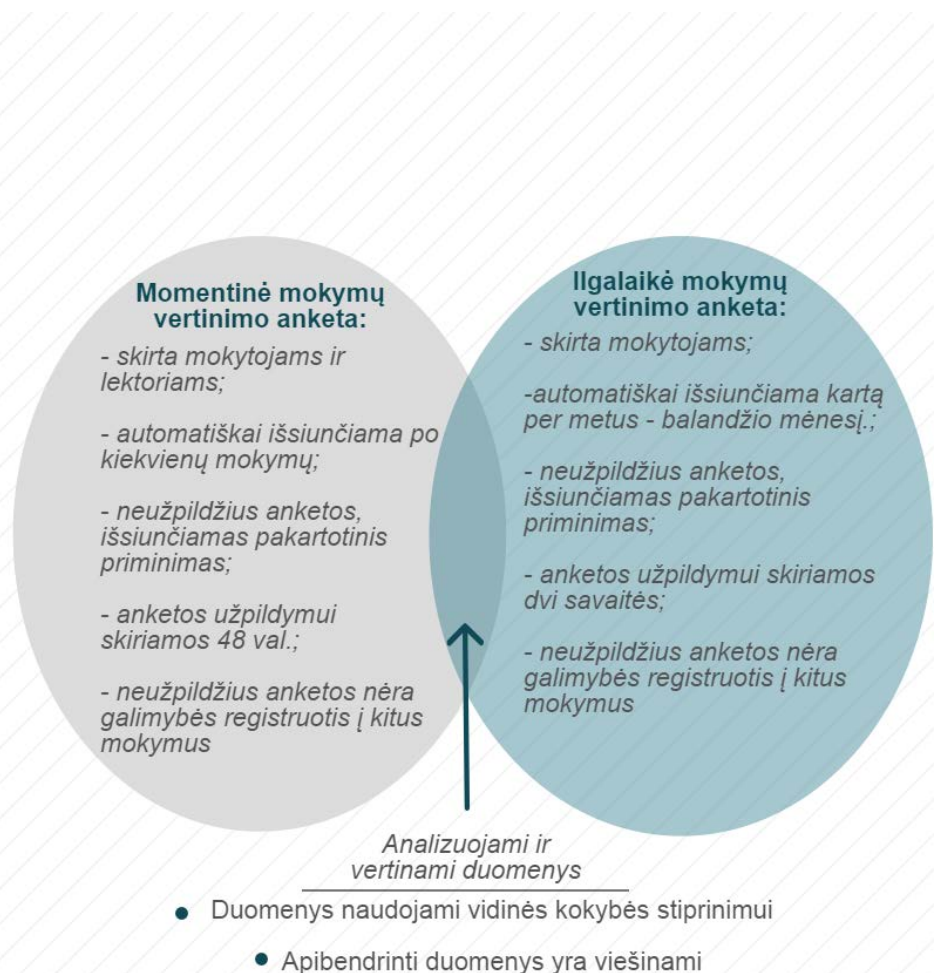 Momentinė mokymų
vertinimo anketa:
- skirta mokytojams ir
lektoriams;
- automatiškai išsiunčiama po
kiekvienų mokymų;
- neužpildžius anketos,
išsiunčiamas pakartotinis
priminimas;
- anketos užpildymui
skiriamos 48 val.;
- neužpildžius anketos nėra
galimybės registruotis į kitus
mokymus
Ilgalaikė mokymų
vertinimo anketa:
- skirta mokytojams;
-automatiškai išsiunčiama kartą
per metus - balandžio mėnesį.;
- neužpildžius anketos,
išsiunčiamas pakartotinis
priminimas;
- anketos užpildymui skiriamos
dvi savaitės;
- neužpildžius anketos nėra
galimybės registruotis į kitus
mokymus
Analizuojami ir
vertinami duomenys
• Duomenys naudojami vidinės kokybės stiprinimui
• Apibendrinti duomenys yra viešinami